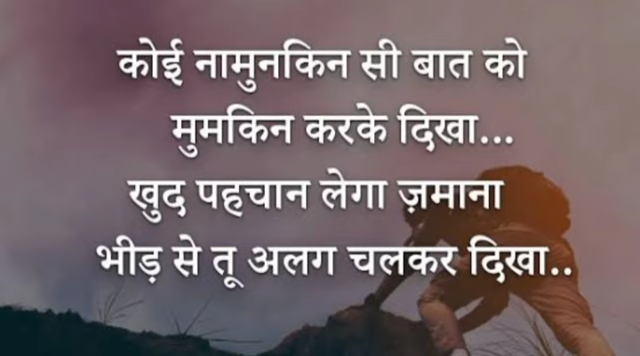 कोई नामुनकिन सी बात को
मुमकिन करके दिखा...
खुद पहचान लेगा ज़माना
भीड़ से तू अलग चलकर दिखा..